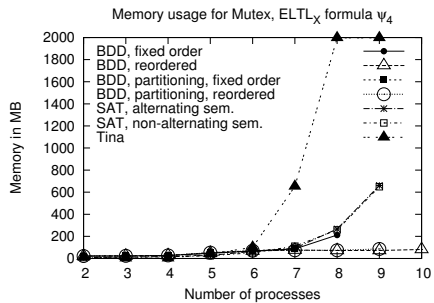 Memory usage for Mutex, ELTL_X formula ψ_4
Memory in MB
2000
1800
1600
1400
1200
1000
800
600
400
200
0
BDD, fixed order
BDD, reordered
BDD, partitioning, fixed order
BDD, partitioning, reordered
SAT, alternating sem.
SAT, non-alternating sem.
Tina
2 3 4 5 6 7 8 9 10
Number of processes